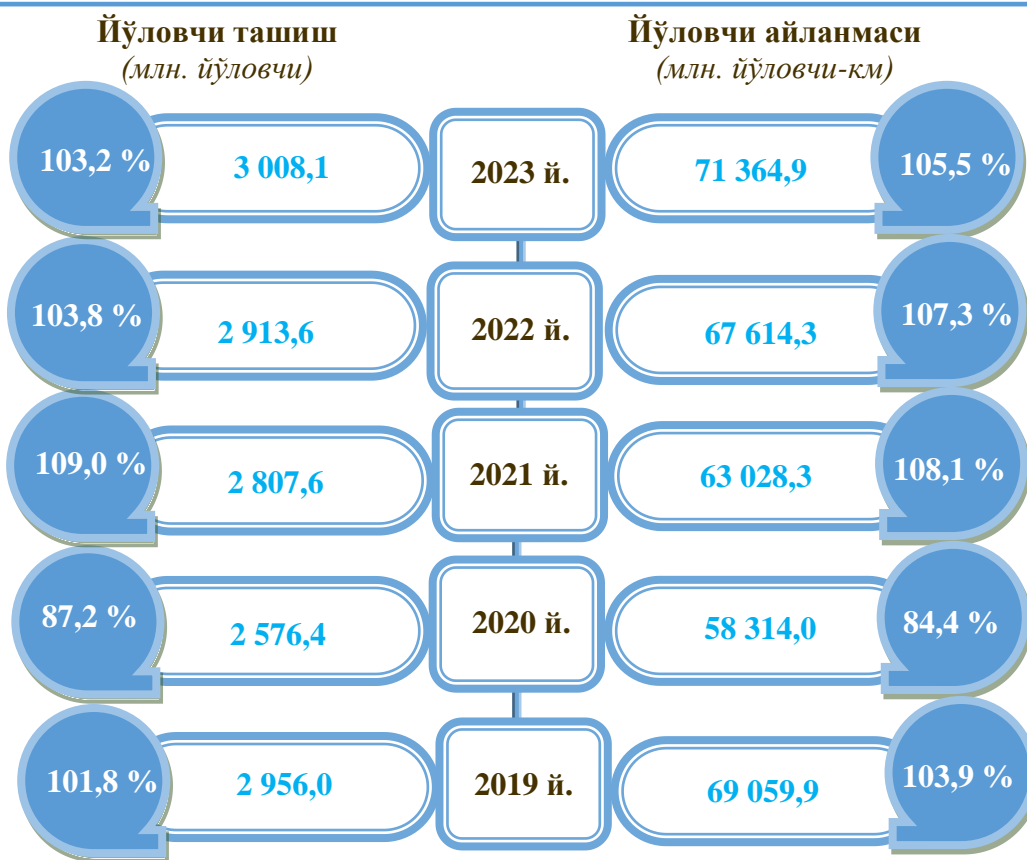 Йўловчи ташиш
(млн. йўловчи)
Йўловчи айланмаси
(млн. йўловчи-км)
103,2 %
3 008,1
2023 й.
71 364,9
105,5 %
103,8 %
2 913,6
2022 й.
67 614,3
107,3 %
109,0 %
2 807,6
2021 й.
63 028,3
108,1 %
87,2 %
2 576,4
2020 й.
58 314,0
84,4 %
101,8 %
2 956,0
2019 й.
69 059,9
103,9 %